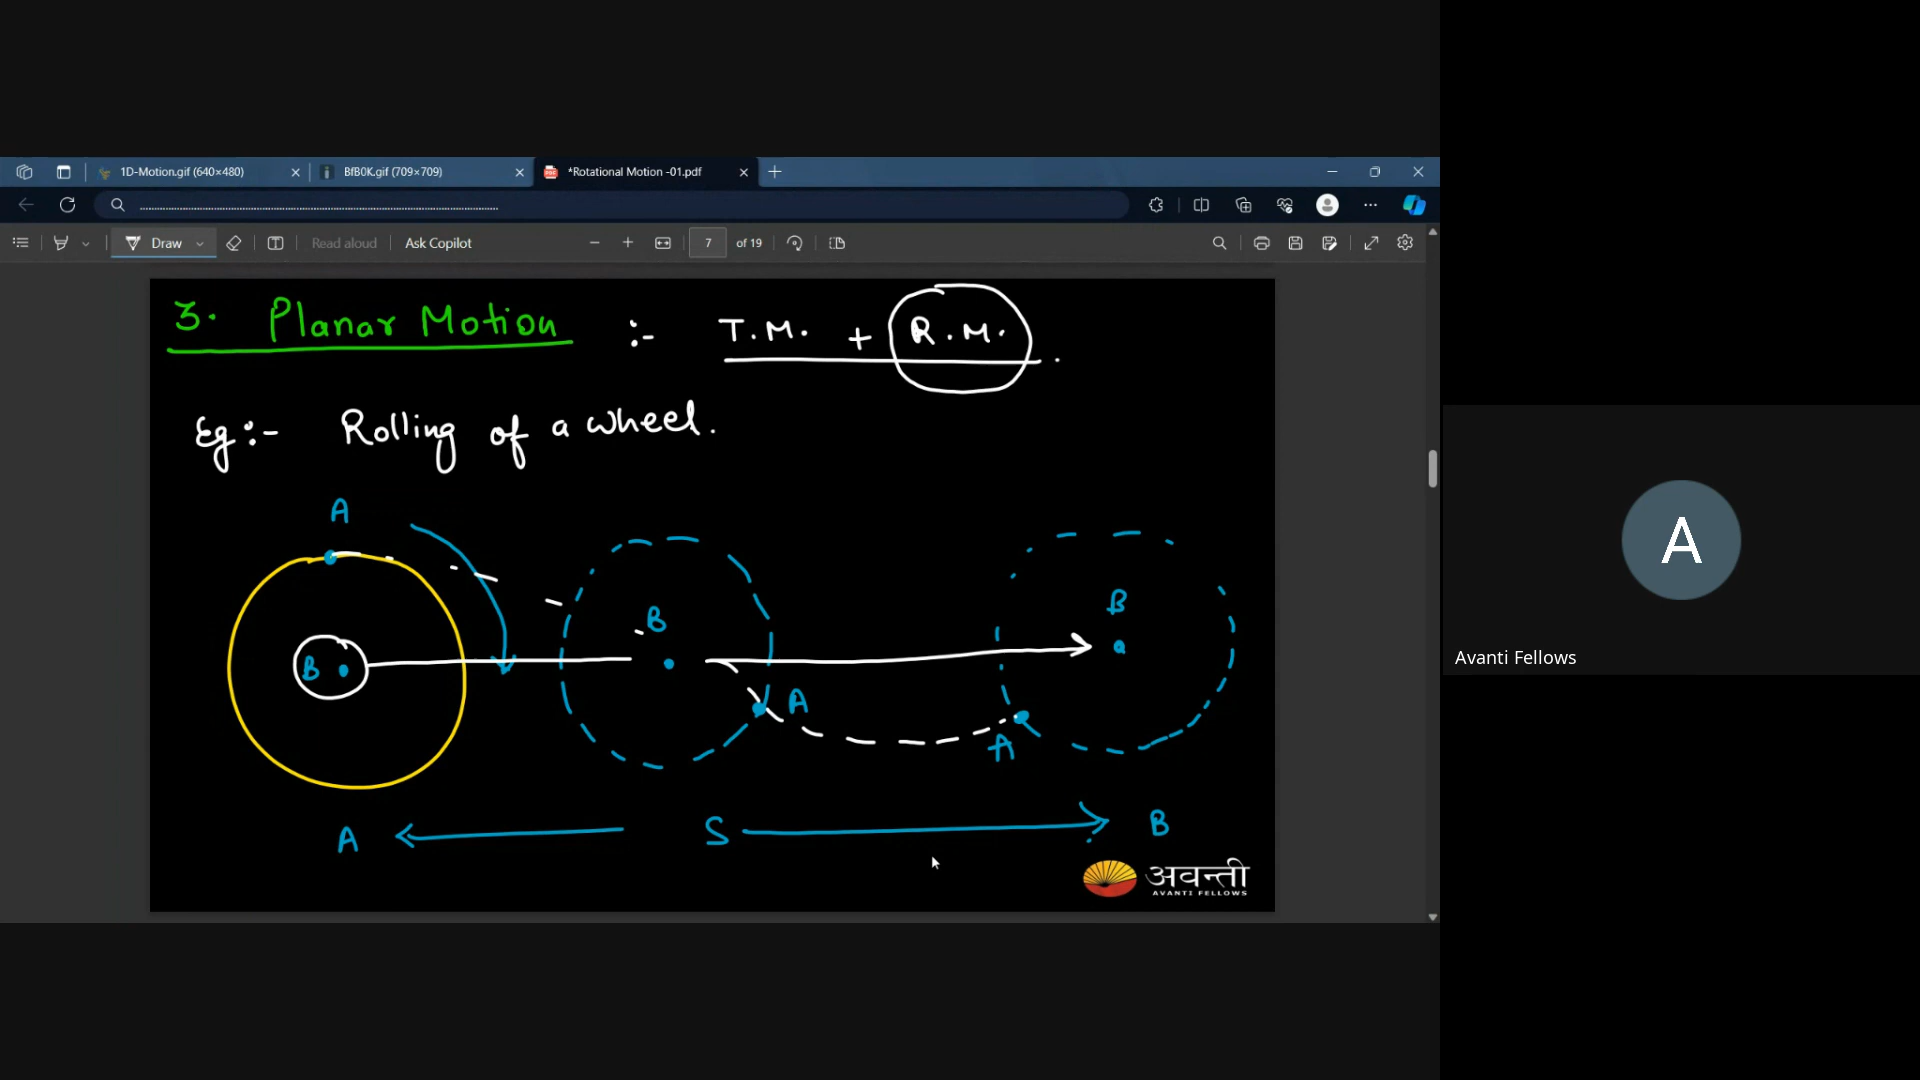 1D-Motion.gif (640×480)
BfB0K.gif (709×709)
*Rotational Motion -01.pdf
Draw
Read aloud
Ask Copilot
7 of 19
3. Planar Motion :- T.M. + R.M.
Eg:- Rolling of a wheel.
A
B
B
B
A
A
A ← S → B
अवन्ती
AVANTI FELLOWS
A
Avanti Fellows